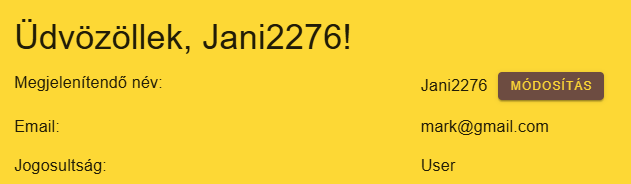 Üdvözöllek, Jani2276!
Megjelenítendő név: Jani2276 MÓDOSÍTÁS
Email: mark@gmail.com
Jogosultság: User